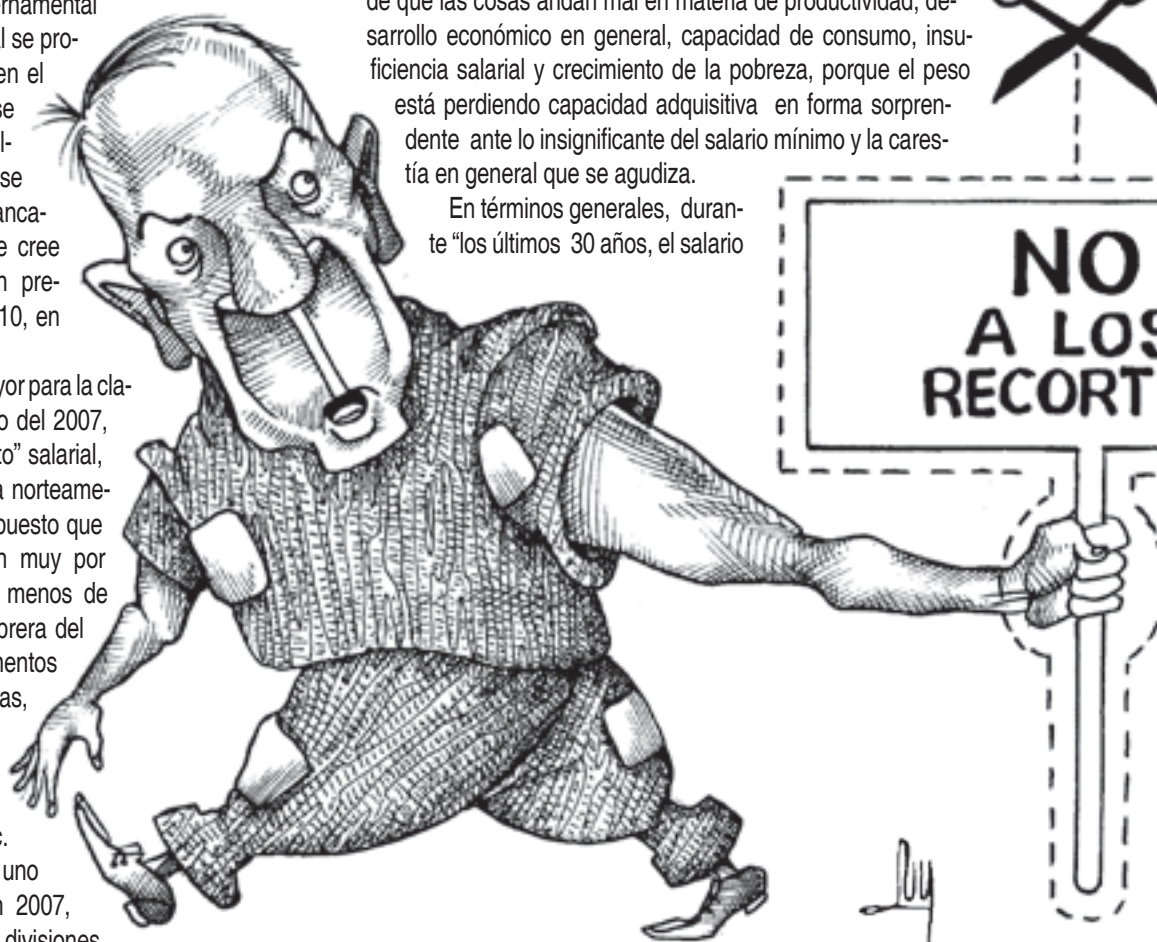 ernamental
l se pro-
en el
se
l-
se
anca-
e cree
n pre-
10, en
yor para la cla-
o del 2007,
to” salarial,
a norteame-
puesto que
n muy por
menos de
brera del
mentos
as,
c.
uno
n 2007,
divisiones
de que las cosas andan mal en materia de productividad, de-
sarrollo económico en general, capacidad de consumo, insu-
ficiencia salarial y crecimiento de la pobreza, porque el peso
está perdiendo capacidad adquisitiva en forma sorpren-
dente ante lo insignificante del salario mínimo y la cares-
tía en general que se agudiza.
En términos generales, duran-
te “los últimos 30 años, el salario
NO
A LOS
RECORT